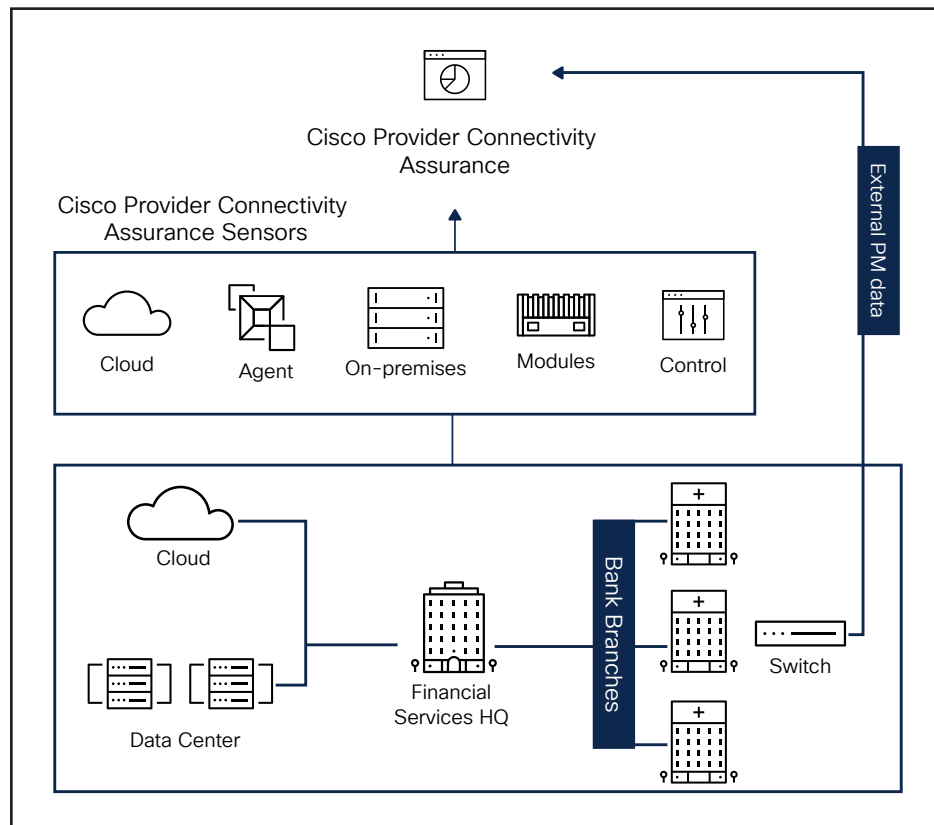 Cisco Provider Connectivity
Assurance
External PM data
Cisco Provider Connectivity
Assurance Sensors
Cloud
Agent
On-premises
Modules
Control
Cloud
Data Center
Financial
Services HQ
Bank Branches
Switch